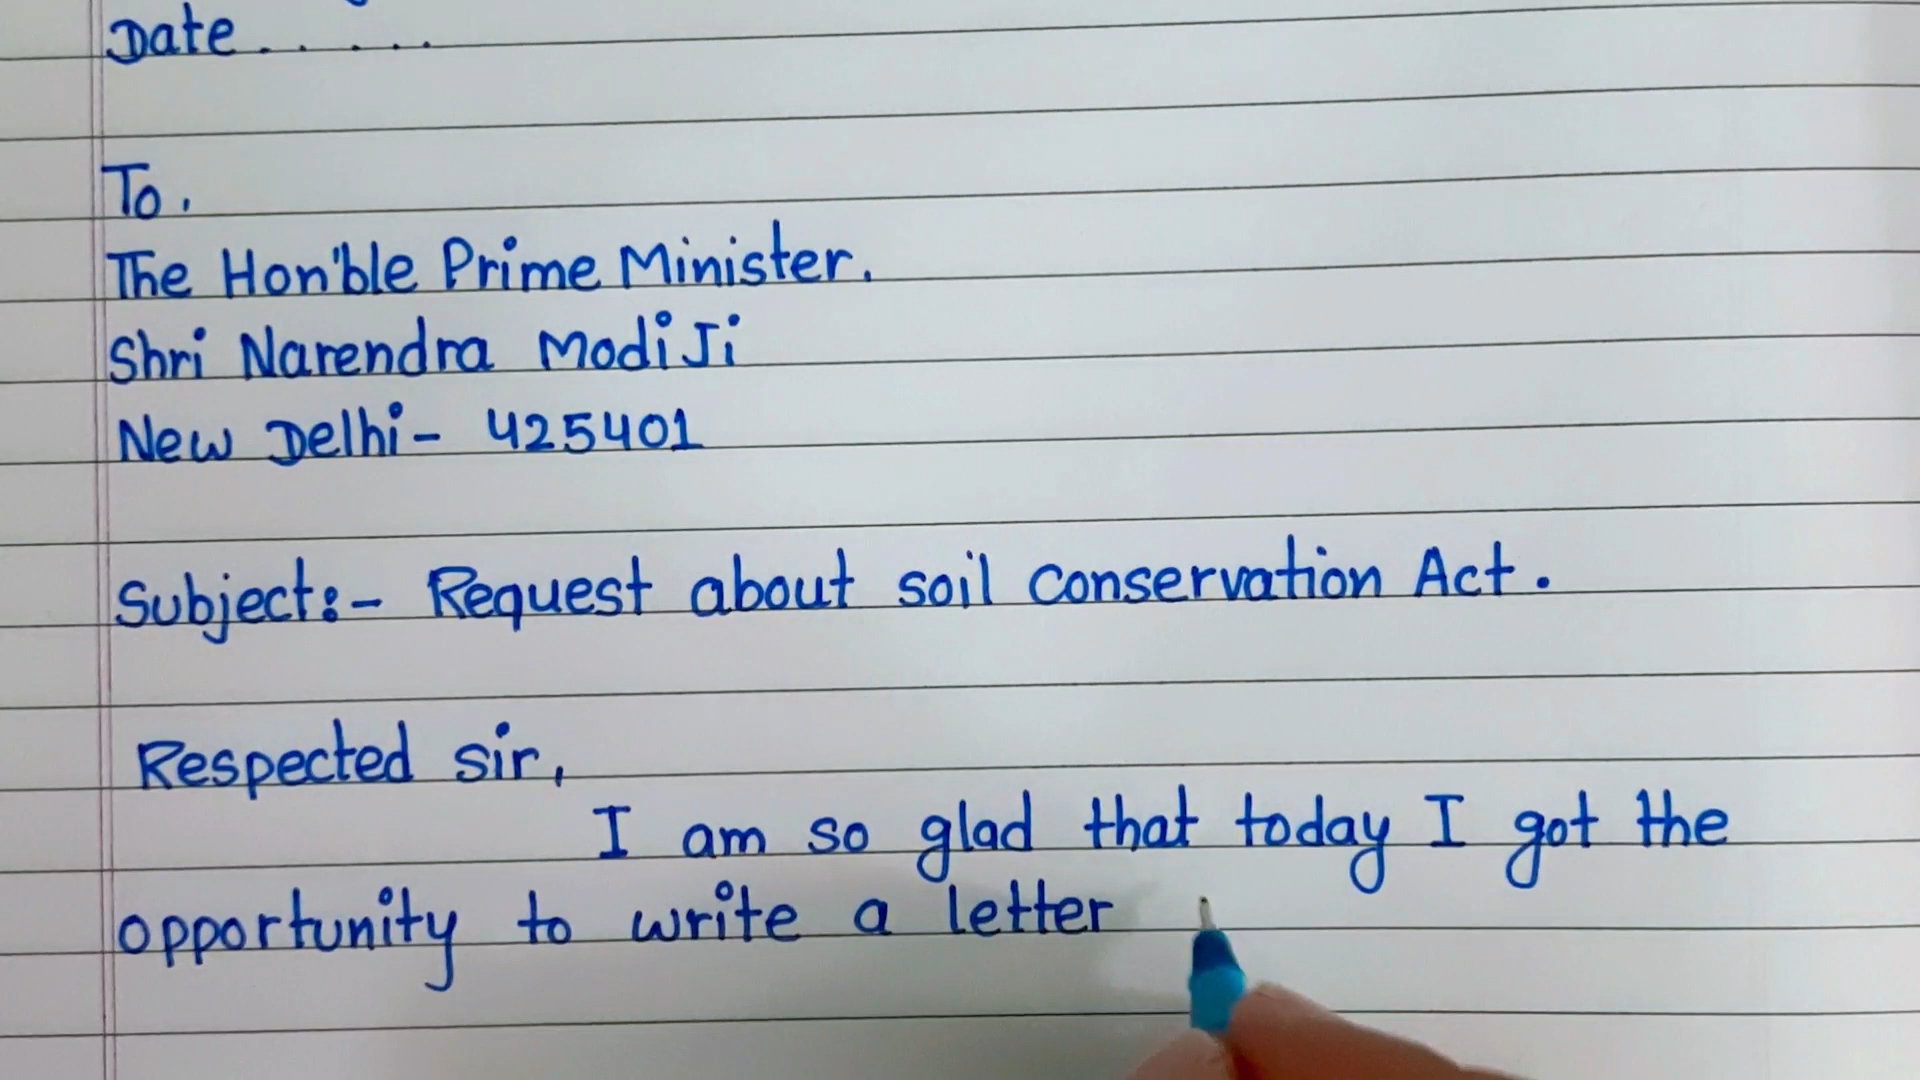 Date......
To,
The Hon'ble Prime Minister.
Shri Narendra Modi Ji
New Delhi - 425401
Subject:- Request about soil conservation Act.
Respected sir,
I am so glad that today I got the
opportunity to write a letter